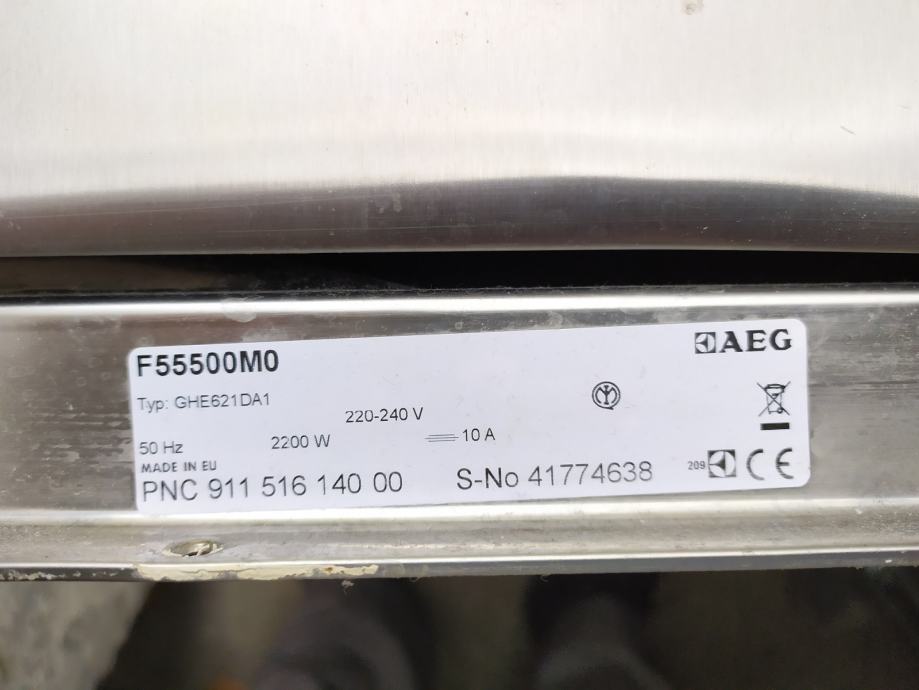 F55500M0
AEG
Typ: GHE621DA1
220-240 V
50 Hz 2200 W 10 A
MADE IN EU
PNC 911 516 140 00 S-No 41774638
209 CE